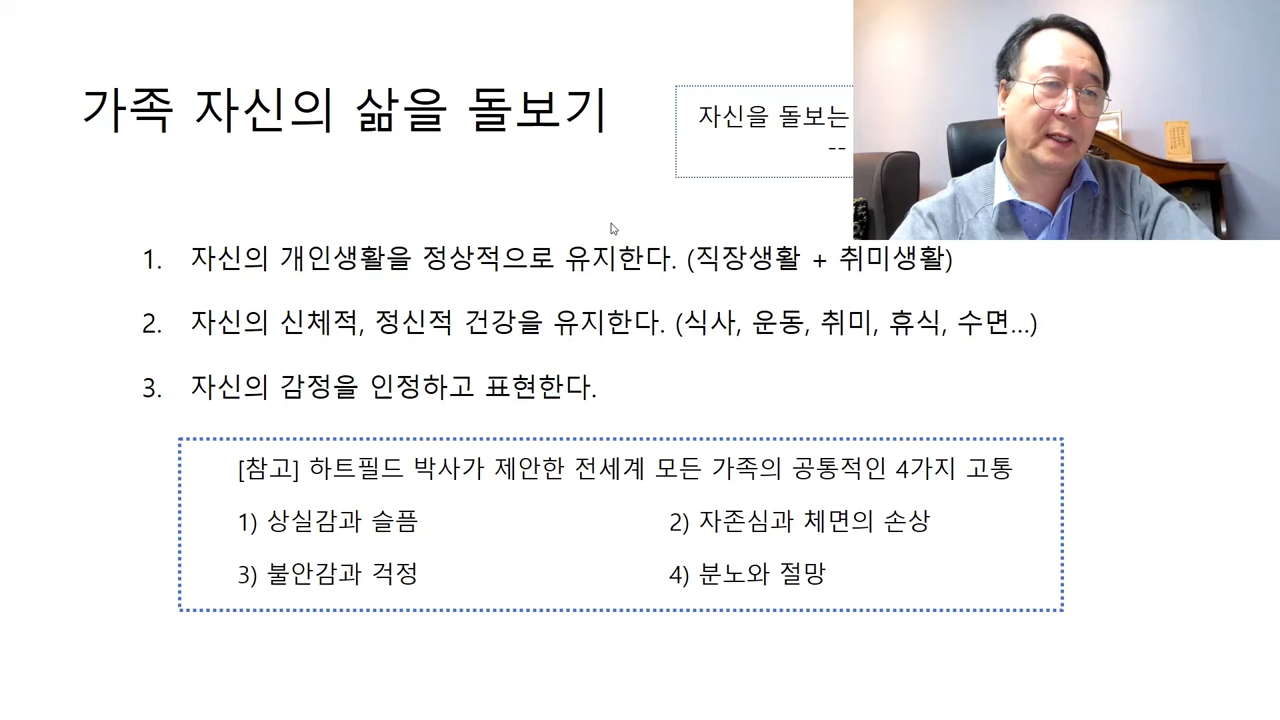 가족 자신의 삶을 돌보기
자신을 돌보는
--
1. 자신의 개인생활을 정상적으로 유지한다. (직장생활 + 취미생활)
2. 자신의 신체적, 정신적 건강을 유지한다. (식사, 운동, 취미, 휴식, 수면...)
3. 자신의 감정을 인정하고 표현한다.
[참고] 하트필드 박사가 제안한 전세계 모든 가족의 공통적인 4가지 고통
1) 상실감과 슬픔
2) 자존심과 체면의 손상
3) 불안감과 걱정
4) 분노와 절망